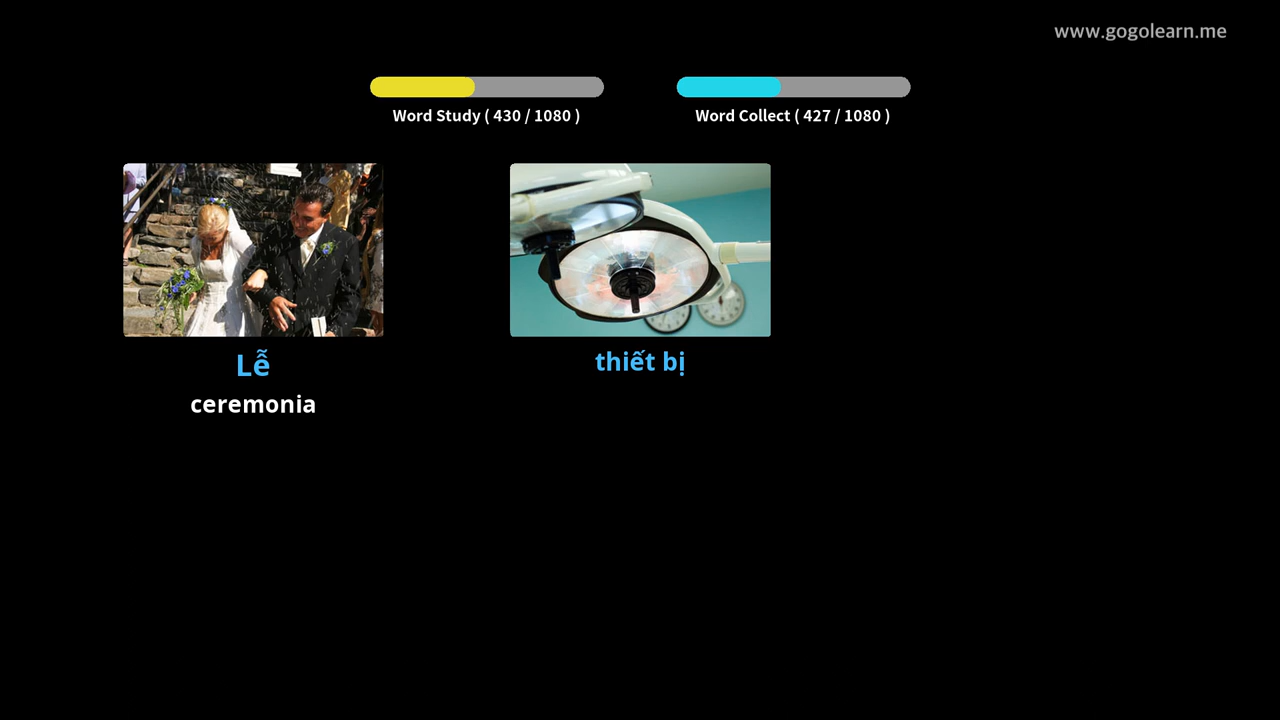 www.gogolearn.me
Word Study ( 430 / 1080 )
Word Collect ( 427 / 1080 )
Lễ
ceremonia
thiết bị